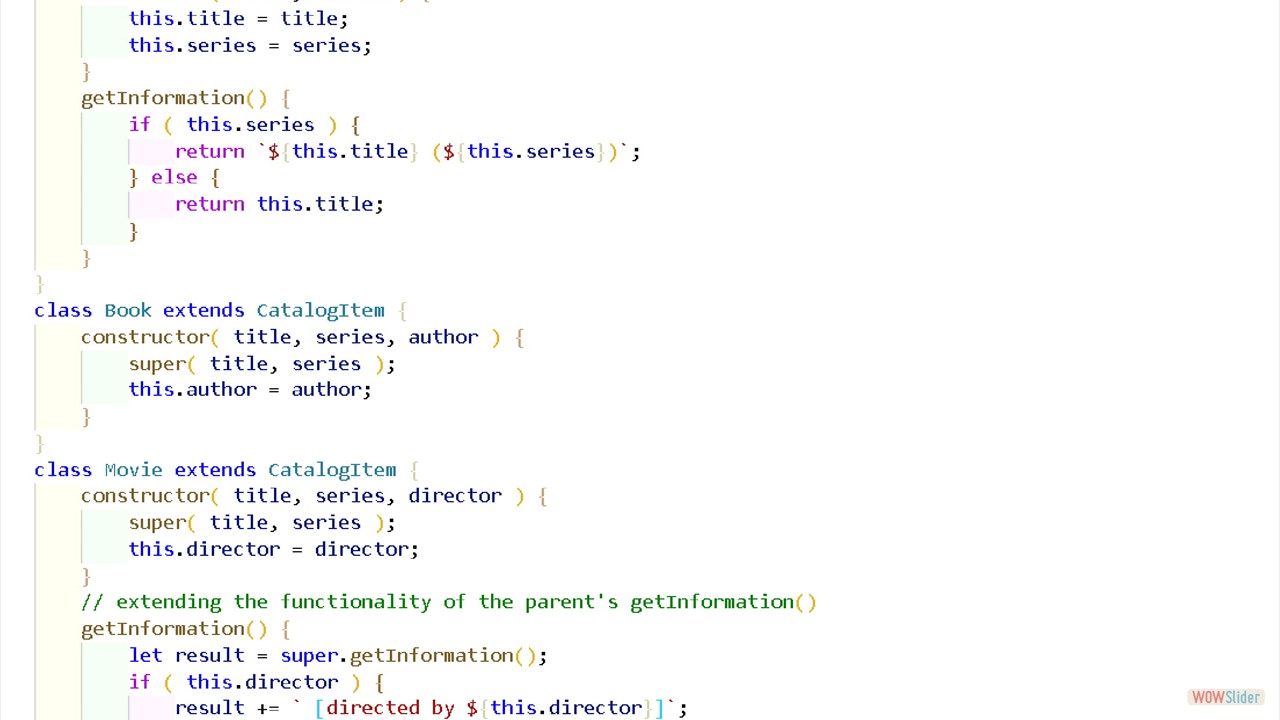 this.title = title;
this.series = series;
}
getInformation() {
if ( this.series ) {
return `${this.title} (${this.series})`;
} else {
return this.title;
}
}
}
class Book extends CatalogItem {
constructor( title, series, author ) {
super( title, series );
this.author = author;
}
}
class Movie extends CatalogItem {
constructor( title, series, director ) {
super( title, series );
this.director = director;
}
// extending the functionality of the parent's getInformation()
getInformation() {
let result = super.getInformation();
if ( this.director ) {
result += ` [directed by ${this.director}]`;
WOWSlider